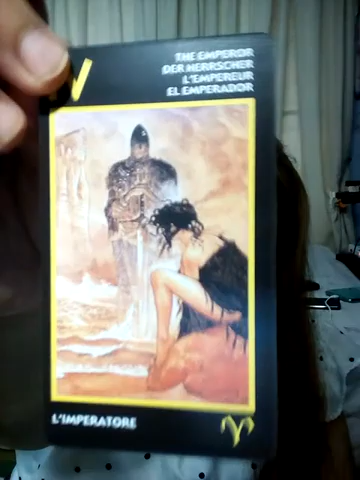 V
THE EMPEROR
DER HERRSCHER
L'EMPEREUR
EL EMPERADOR
L'IMPERATORE